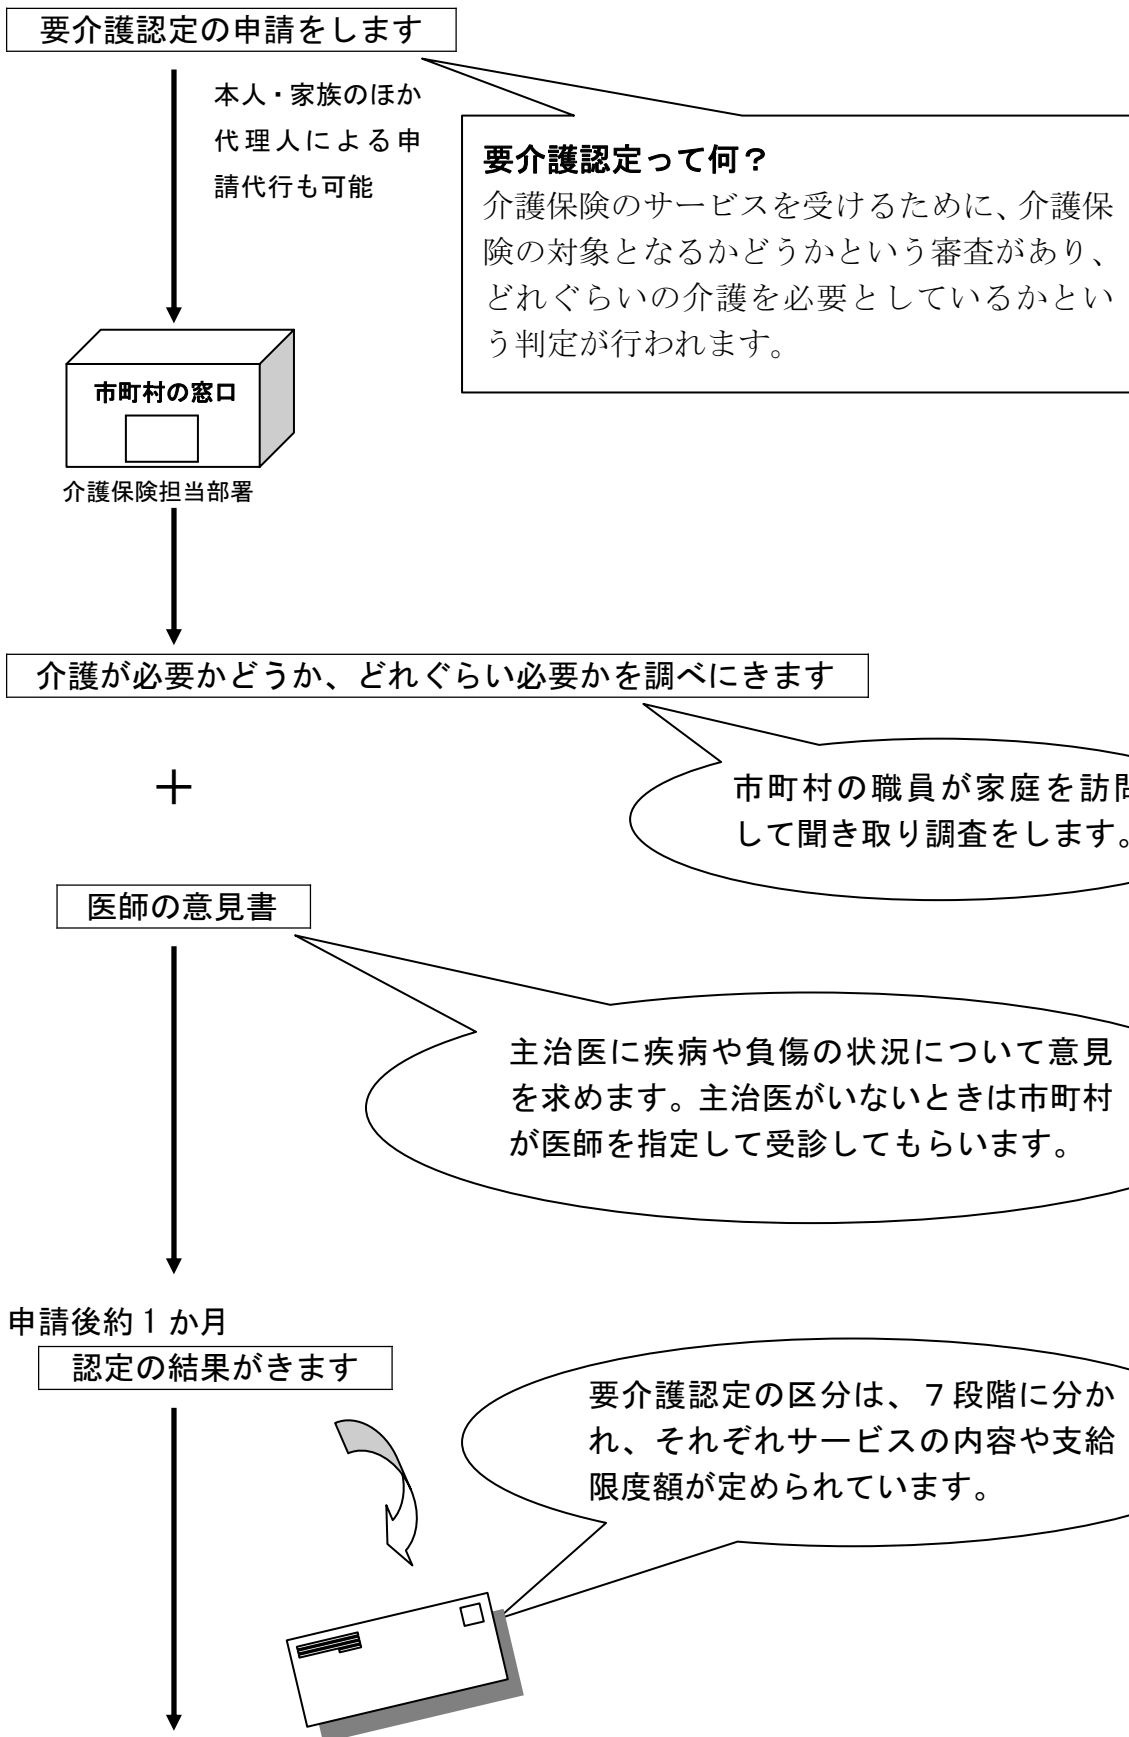 要介護認定の申請をします
本人・家族のほか
代理人による申
請代行も可能
要介護認定って何？
介護保険のサービスを受けるために、介護保
険の対象となるかどうかという審査があり、
どれぐらいの介護を必要としているかとい
う判定が行われます。
市町村の窓口
介護保険担当部署
介護が必要かどうか、どれぐらい必要かを調べにきます
市町村の職員が家庭を訪問
して聞き取り調査をします。
＋
医師の意見書
主治医に疾病や負傷の状況について意見
を求めます。主治医がいないときは市町村
が医師を指定して受診してもらいます。
申請後約１か月
認定の結果がきます
要介護認定の区分は、７段階に分か
れ、それぞれサービスの内容や支給
限度額が定められています。